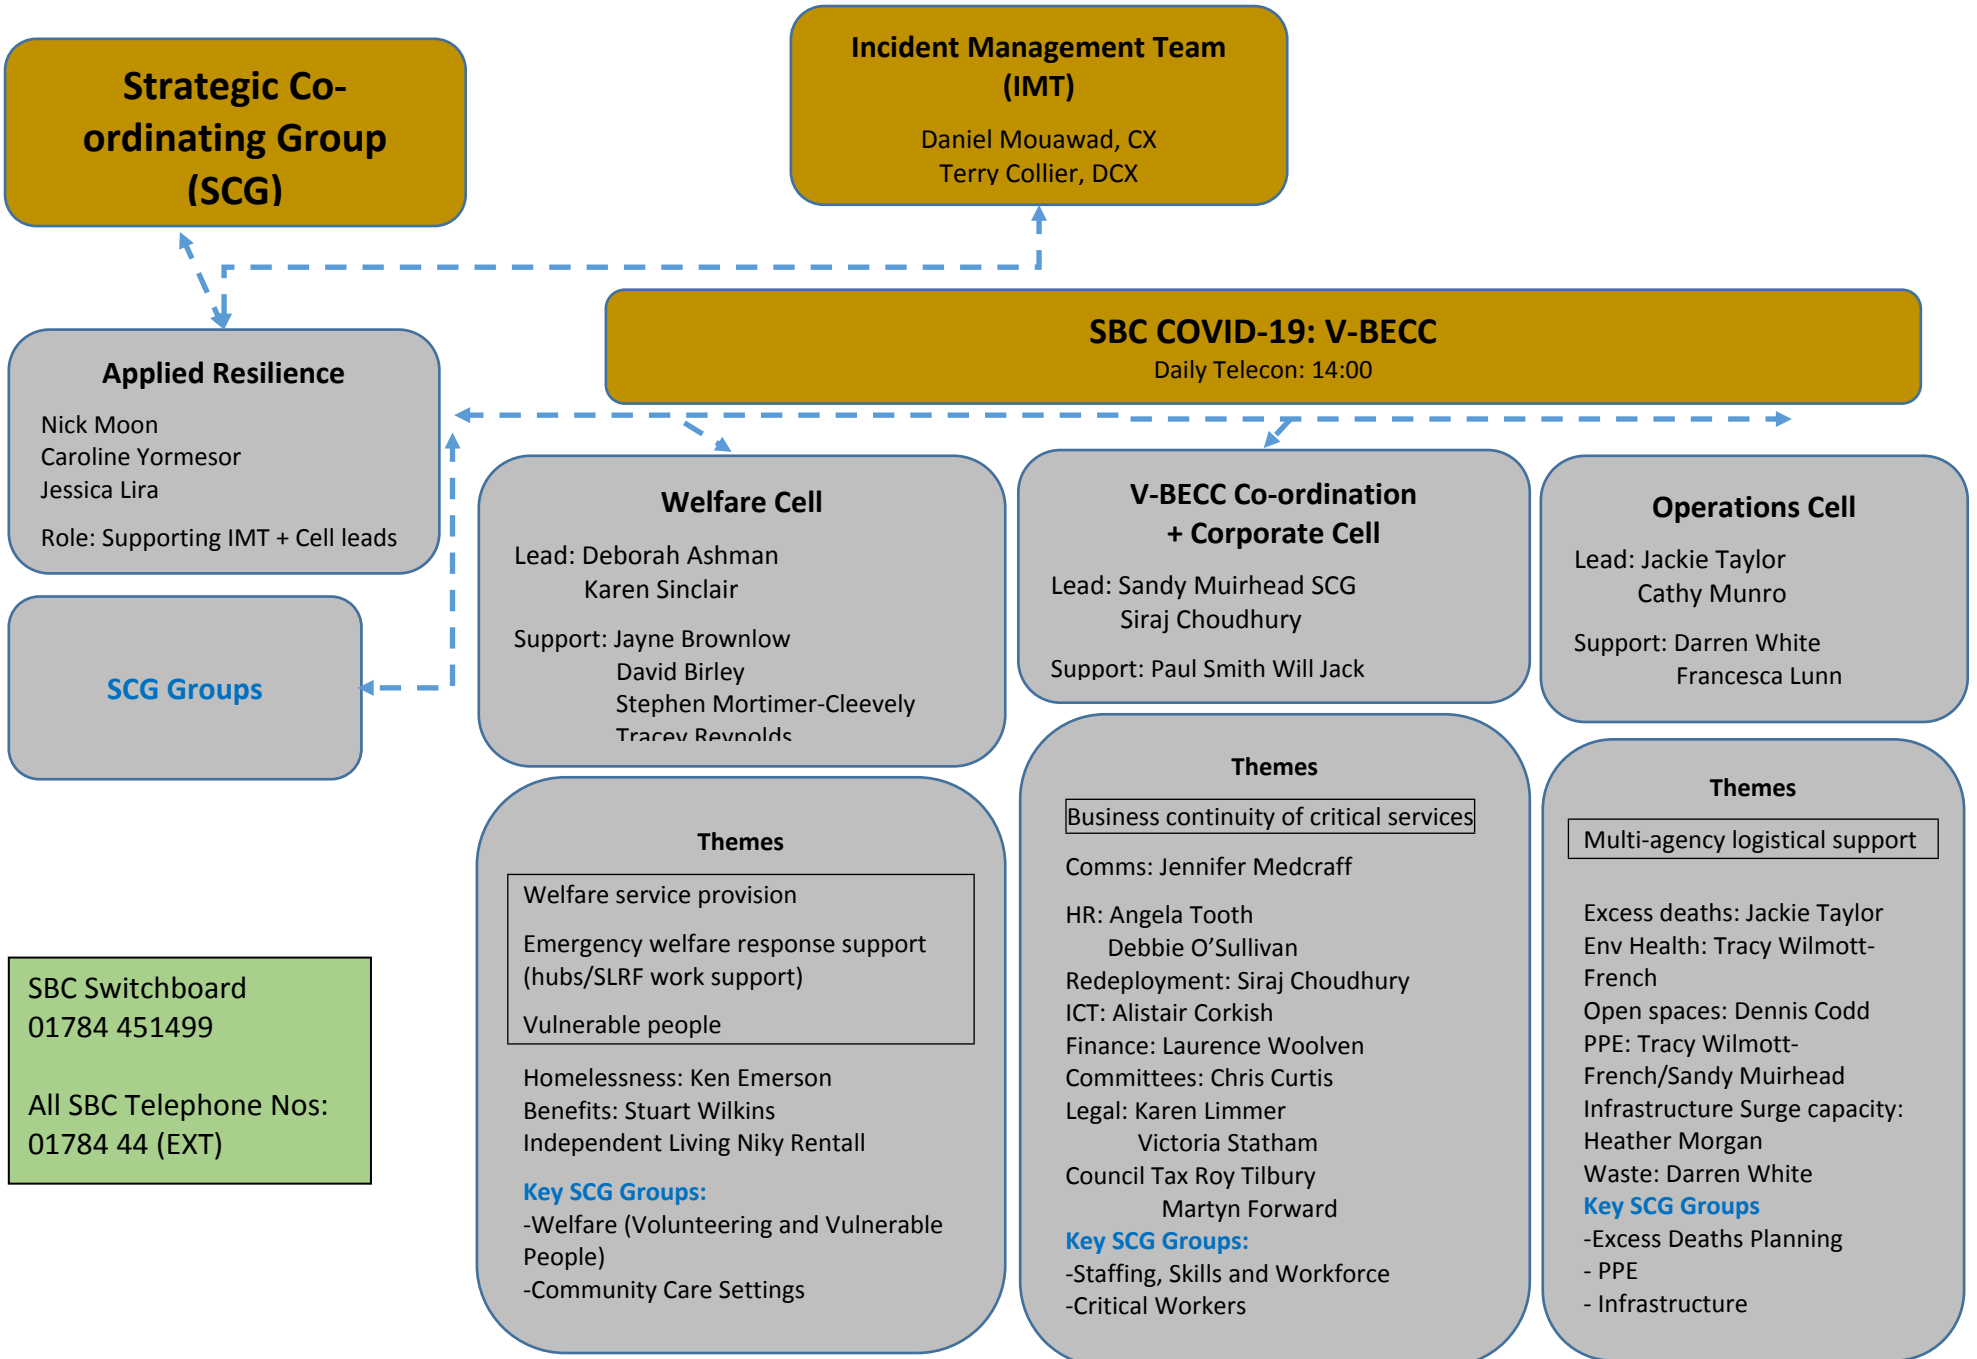 Strategic Co-
ordinating Group
(SCG)
Incident Management Team
(IMT)
Daniel Mouawad, CX
Terry Collier, DCX
SBC COVID-19: V-BECC
Daily Telecon: 14:00
Applied Resilience
Nick Moon
Caroline Yormesor
Jessica Lira
Role: Supporting IMT + Cell leads
SCG Groups
SBC Switchboard
01784 451499
All SBC Telephone Nos:
01784 44 (EXT)
Welfare Cell
Lead: Deborah Ashman
Karen Sinclair
Support: Jayne Brownlow
David Birley
Stephen Mortimer-Cleevely
Tracey Reynolds
Themes
Welfare service provision
Emergency welfare response support
(hubs/SLRF work support)
Vulnerable people
Homelessness: Ken Emerson
Benefits: Stuart Wilkins
Independent Living Niky Rentall
Key SCG Groups:
-Welfare (Volunteering and Vulnerable
People)
-Community Care Settings
V-BECC Co-ordination
+ Corporate Cell
Lead: Sandy Muirhead SCG
Siraj Choudhury
Support: Paul Smith Will Jack
Themes
Business continuity of critical services
Comms: Jennifer Medcraff
HR: Angela Tooth
Debbie O’Sullivan
Redeployment: Siraj Choudhury
ICT: Alistair Corkish
Finance: Laurence Woolven
Committees: Chris Curtis
Legal: Karen Limmer
Victoria Statham
Council Tax Roy Tilbury
Martyn Forward
Key SCG Groups:
-Staffing, Skills and Workforce
-Critical Workers
Operations Cell
Lead: Jackie Taylor
Cathy Munro
Support: Darren White
Francesca Lunn
Themes
Multi-agency logistical support
Excess deaths: Jackie Taylor
Env Health: Tracy Wilmott-
French
Open spaces: Dennis Codd
PPE: Tracy Wilmott-
French/Sandy Muirhead
Infrastructure Surge capacity:
Heather Morgan
Waste: Darren White
Key SCG Groups
-Excess Deaths Planning
- PPE
- Infrastructure